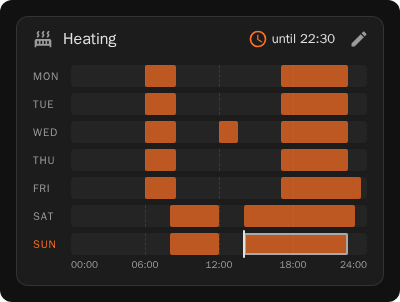 Heating
until 22:30
MON
TUE
WED
THU
FRI
SAT
SUN
00:00 06:00 12:00 18:00 24:00